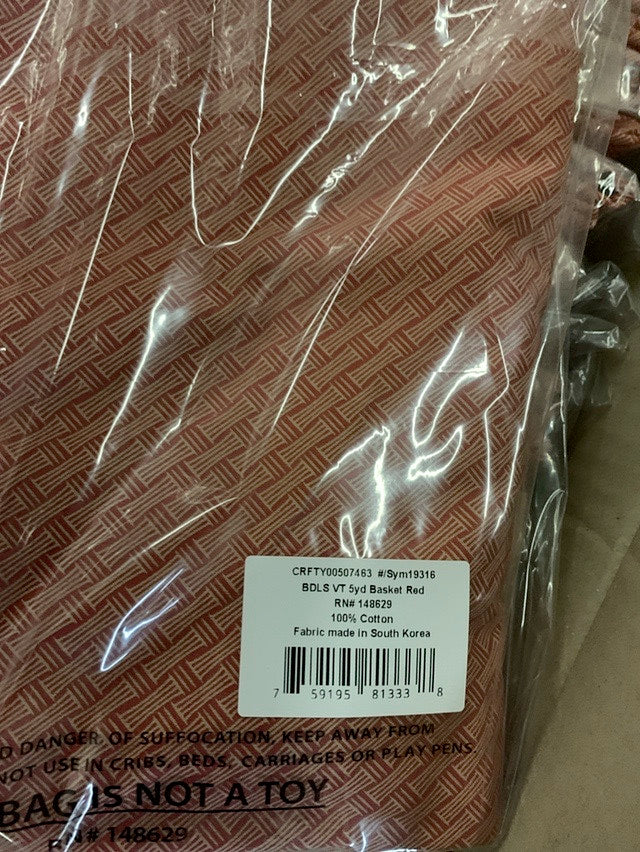 CRFTY00507463 #/Sym19316
BDLS VT 5yd Basket Red
RN# 148629
100% Cotton
Fabric made in South Korea
7 59195 81333 8
D DANGER OF SUFFOCATION, KEEP AWAY FROM
NOT USE IN CRIBS, BEDS, CARRIAGES OR PLAY PENS
BAG IS NOT A TOY
RN# 148629